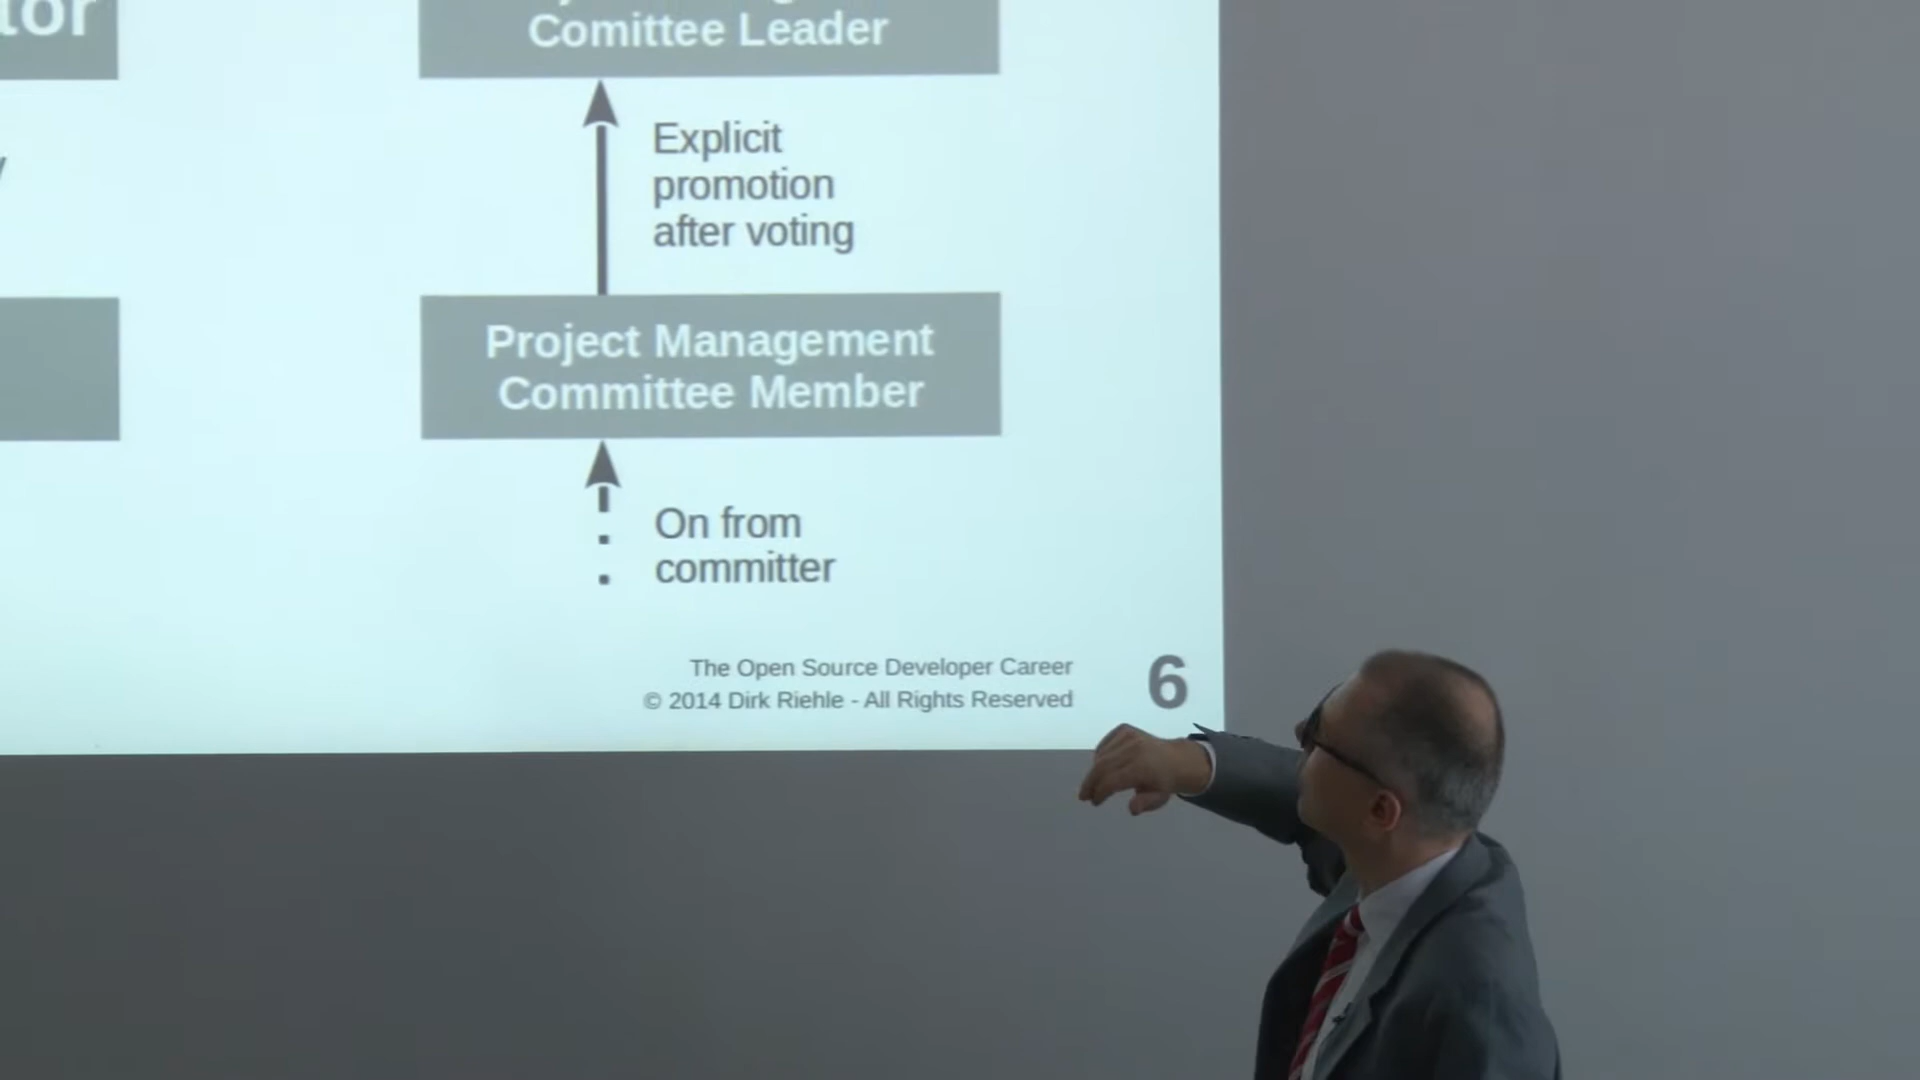 tor
Comittee Leader
Explicit
promotion
after voting
Project Management
Committee Member
On from
committer
The Open Source Developer Career
© 2014 Dirk Riehle - All Rights Reserved
6